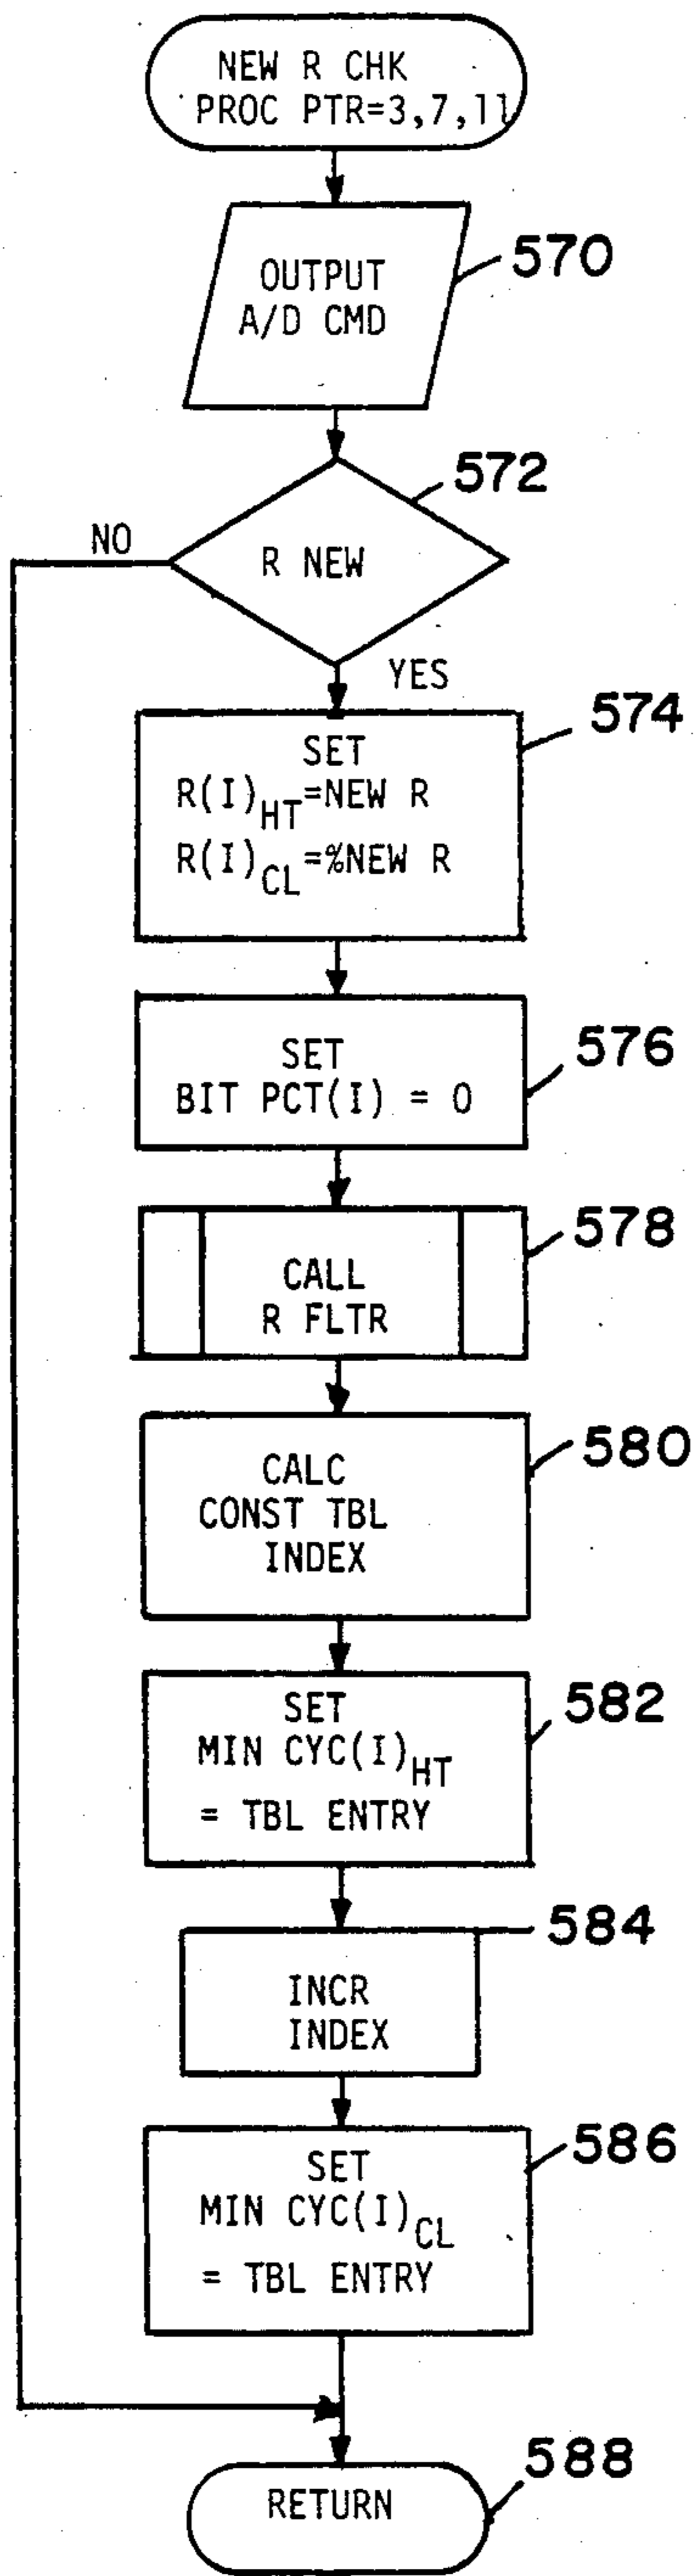 NEW R CHK
PROC PTR=3,7,11
570
OUTPUT
A/D CMD
572
NO
R NEW
YES
574
SET
R(I)HT=NEW R
R(I)CL=%NEW R
576
SET
BIT PCT(I) = 0
578
CALL
R FLTR
580
CALC
CONST TBL
INDEX
582
SET
MIN CYC(I)HT
= TBL ENTRY
584
INCR
INDEX
586
SET
MIN CYC(I)CL
= TBL ENTRY
588
RETURN